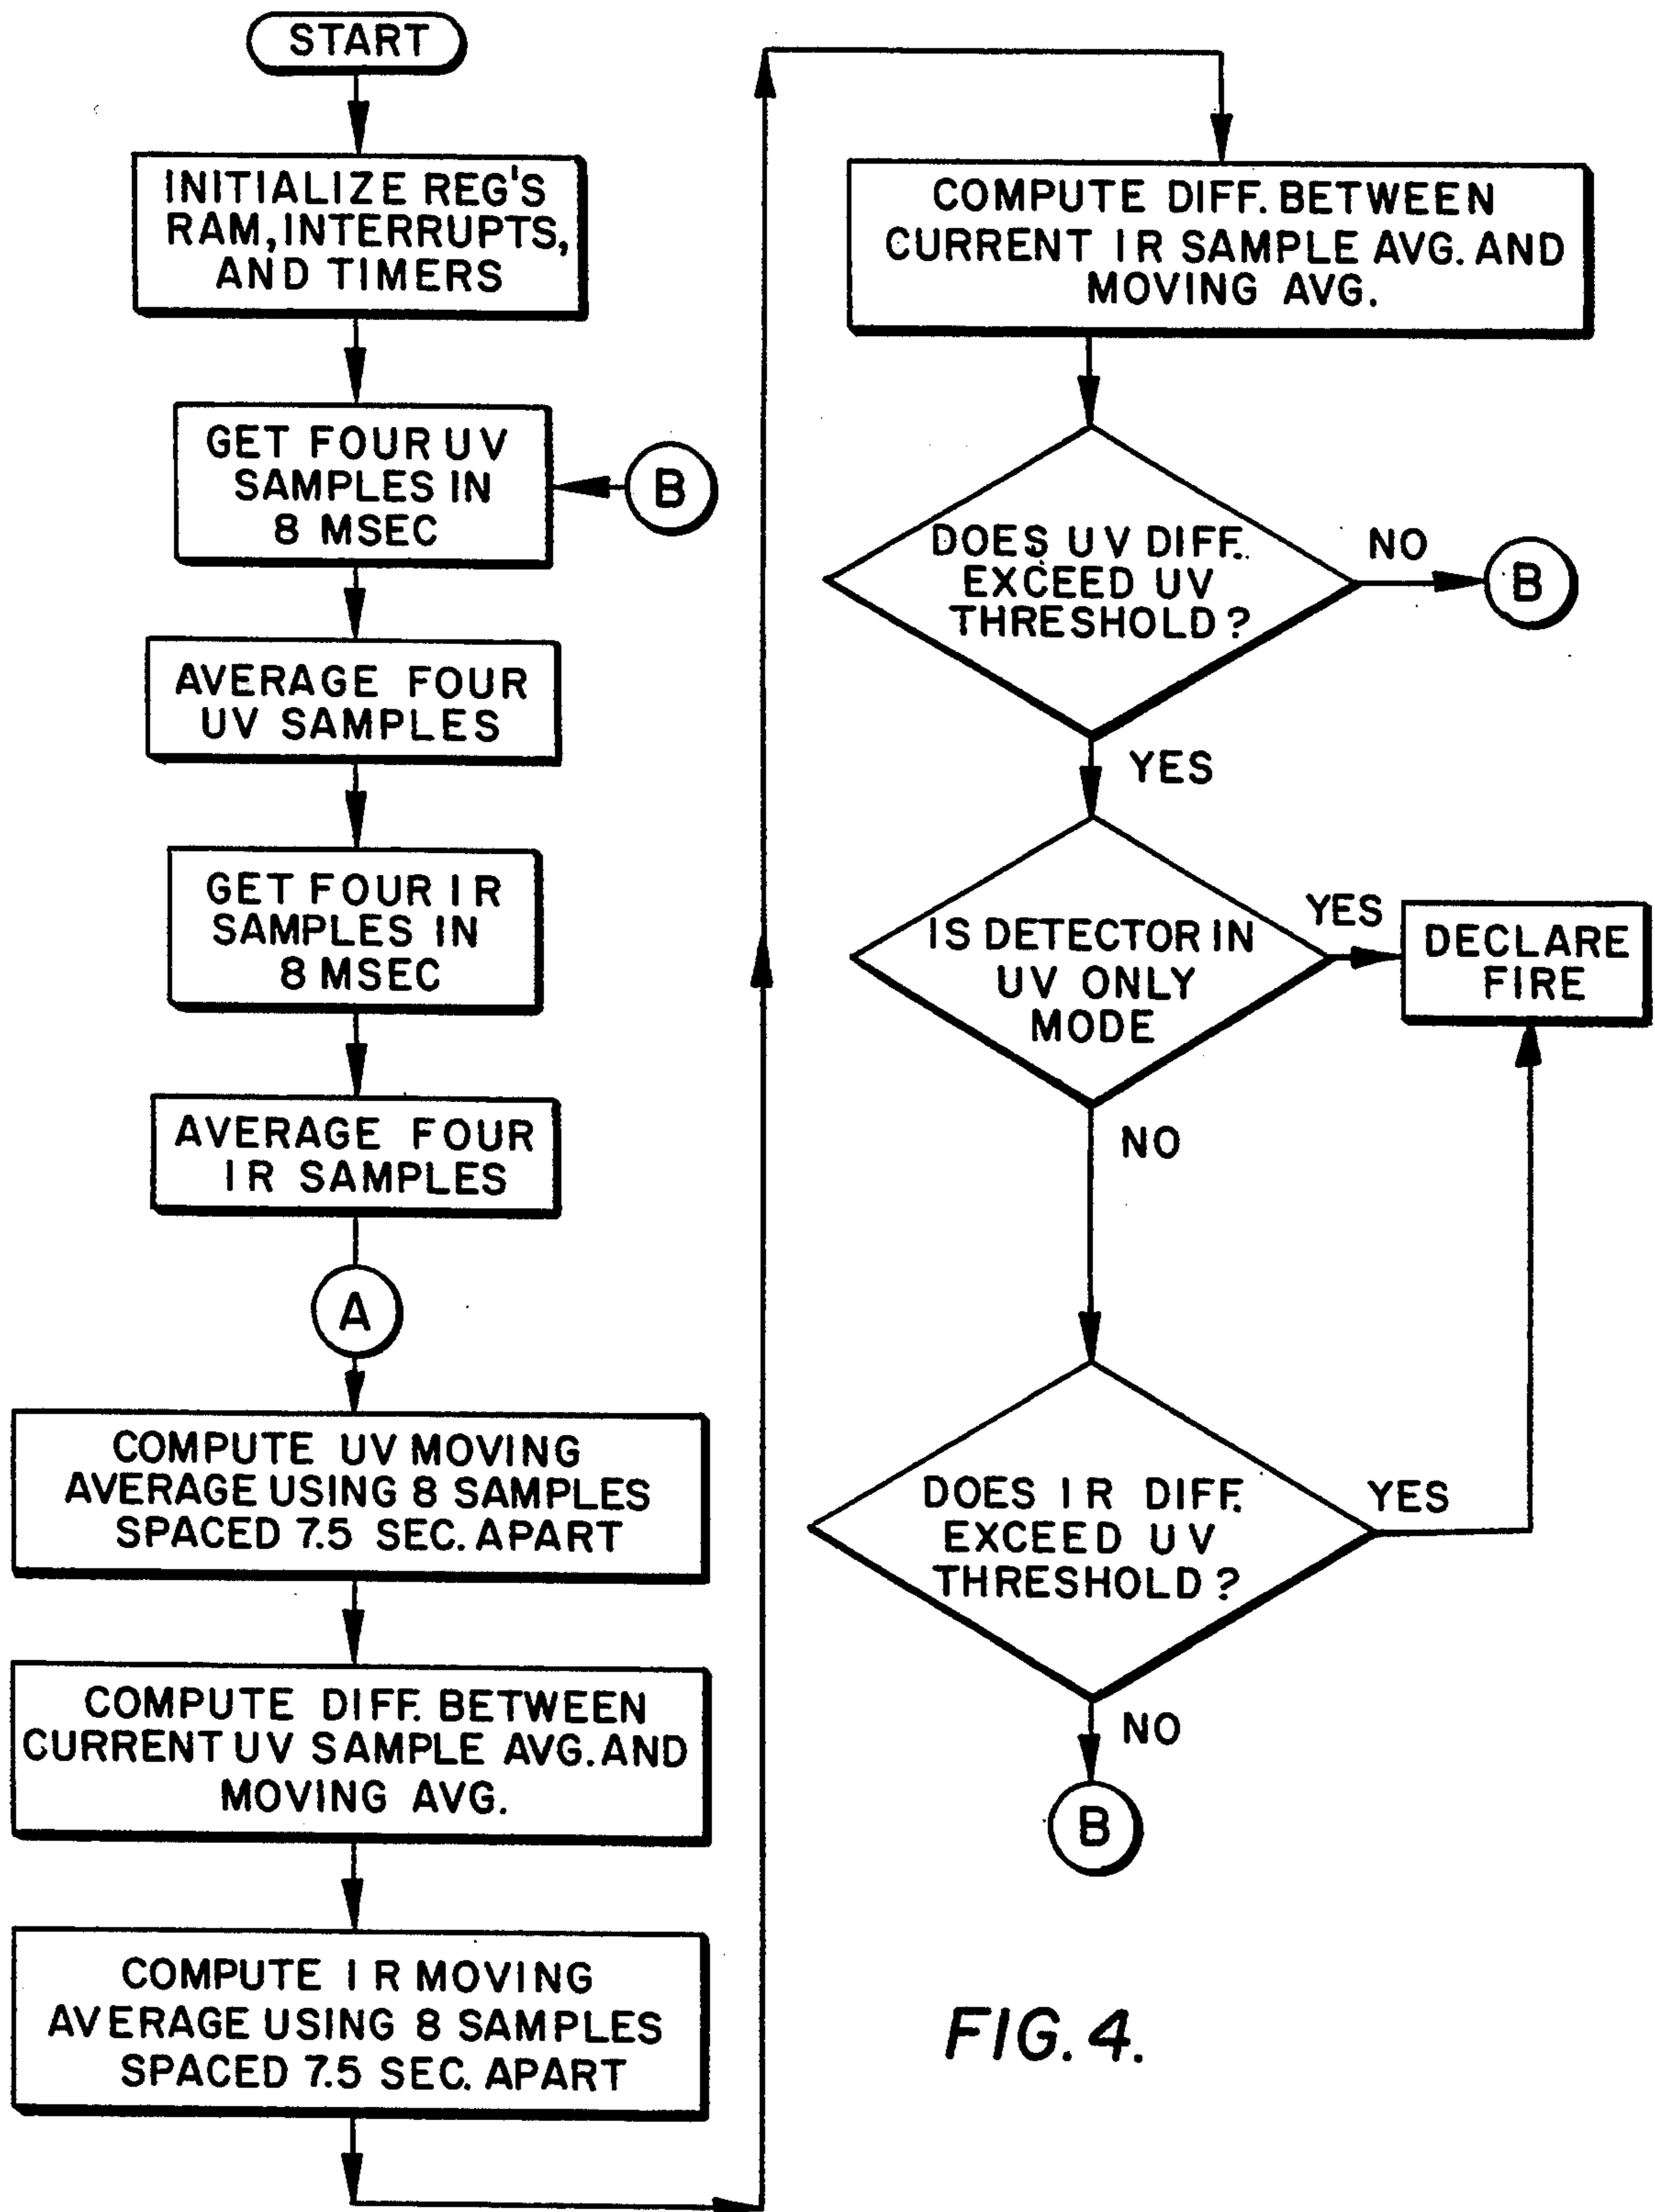 START
INITIALIZE REG'S
RAM, INTERRUPTS,
AND TIMERS
GET FOUR UV
SAMPLES IN
8 MSEC
B
AVERAGE FOUR
UV SAMPLES
GET FOUR IR
SAMPLES IN
8 MSEC
AVERAGE FOUR
IR SAMPLES
A
COMPUTE UV MOVING
AVERAGE USING 8 SAMPLES
SPACED 7.5 SEC. APART
COMPUTE DIFF. BETWEEN
CURRENT UV SAMPLE AVG. AND
MOVING AVG.
COMPUTE IR MOVING
AVERAGE USING 8 SAMPLES
SPACED 7.5 SEC. APART
COMPUTE DIFF. BETWEEN
CURRENT IR SAMPLE AVG. AND
MOVING AVG.
DOES UV DIFF.
EXCEED UV
THRESHOLD?
NO
B
YES
IS DETECTOR IN
UV ONLY
MODE
YES
DECLARE
FIRE
NO
DOES IR DIFF.
EXCEED UV
THRESHOLD?
YES
NO
B
FIG. 4.